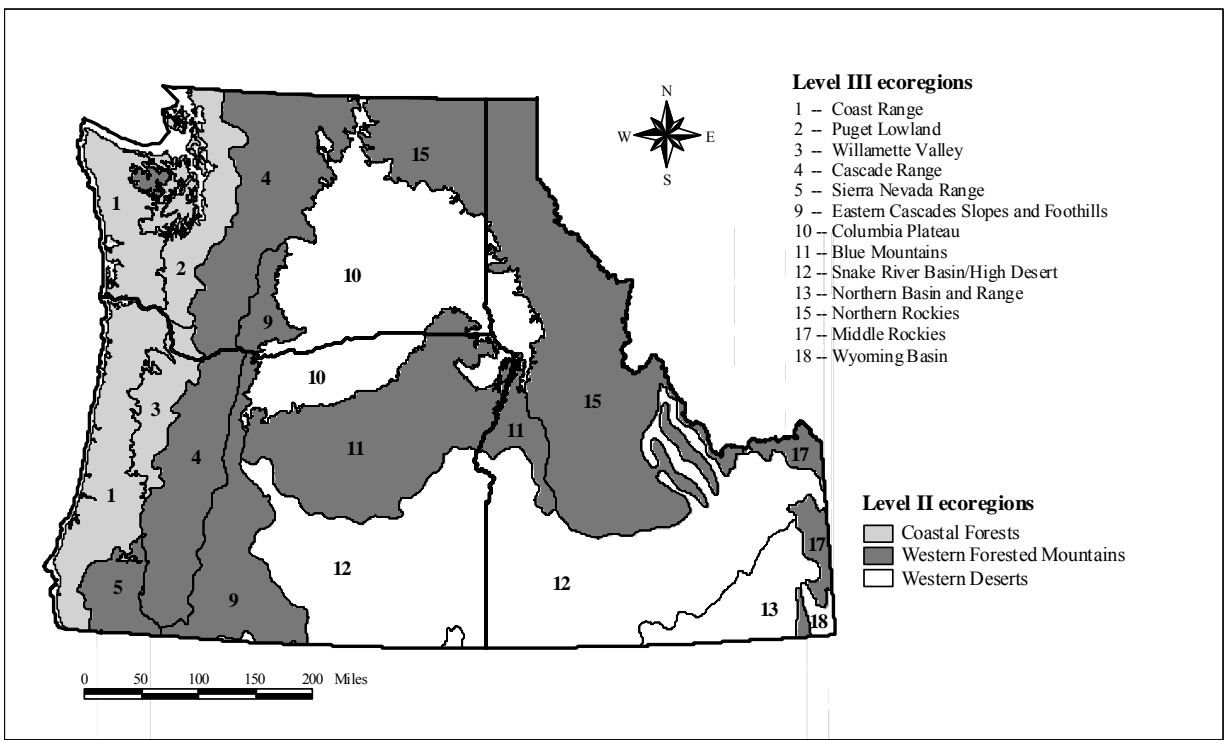 Level III ecoregions
1 -- Coast Range
2 -- Puget Lowland
3 -- Willamette Valley
4 -- Cascade Range
5 -- Sierra Nevada Range
9 -- Eastern Cascades Slopes and Foothills
10 -- Columbia Plateau
11 -- Blue Mountains
12 -- Snake River Basin/High Desert
13 -- Northern Basin and Range
15 -- Northern Rockies
17 -- Middle Rockies
18 -- Wyoming Basin
N
W E
S
15
4
1
2
10
9
10
3
15
11
11
4
17
1
17
12
12
5
9
13
18
Level II ecoregions
Coastal Forests
Western Forested Mountains
Western Deserts
0 50 100 150 200 Miles